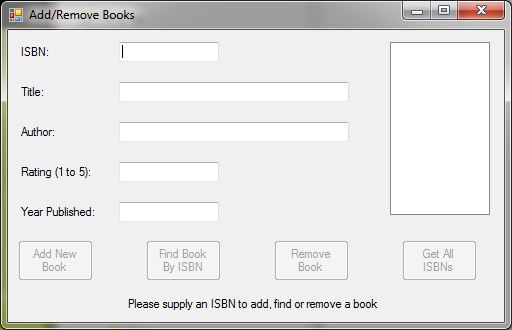 Add/Remove Books
ISBN:
Title:
Author:
Rating (1 to 5):
Year Published:
Add New
Book
Find Book
By ISBN
Remove
Book
Get All
ISBNs
Please supply an ISBN to add, find or remove a book